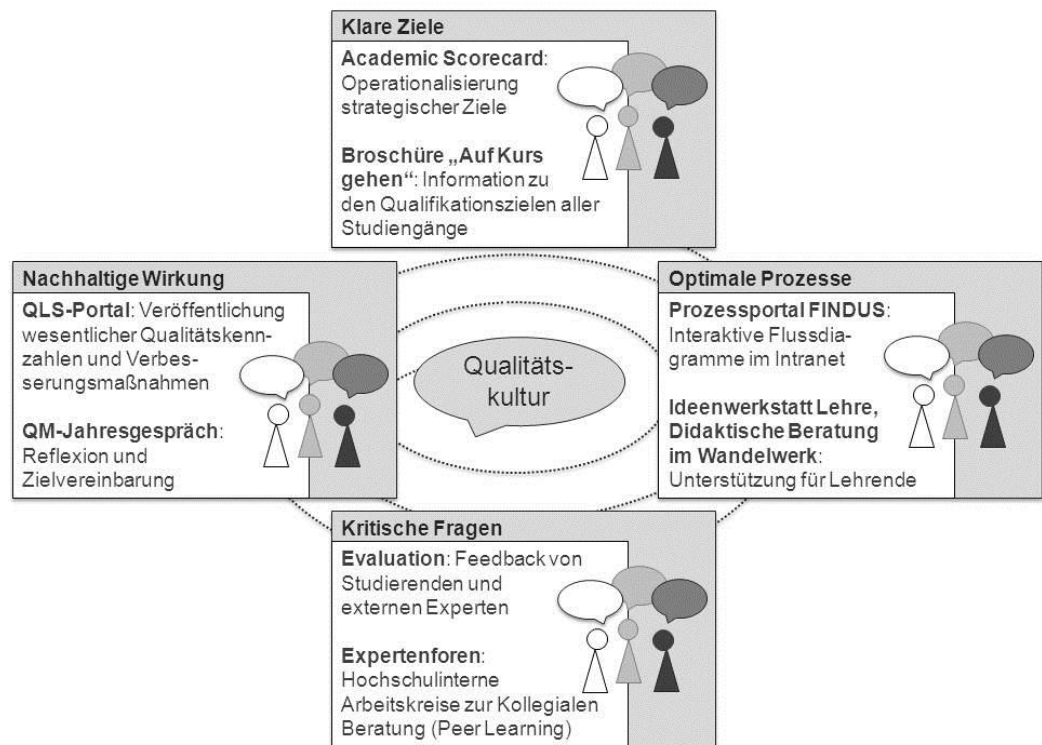 Klare Ziele
Academic Scorecard:
Operationalisierung
strategischer Ziele
Broschüre „Auf Kurs
gehen“: Information zu
den Qualifikationszielen aller
Studiengänge
Nachhaltige Wirkung
QLS-Portal: Veröffentlichung
wesentlicher Qualitätskenn-
zahlen und Verbes-
serungsmaßnahmen
QM-Jahresgespräch:
Reflexion und
Zielvereinbarung
Qualitäts-
kultur
Optimale Prozesse
Prozessportal FINDUS:
Interaktive Flussdia-
gramme im Intranet
Ideenwerkstatt Lehre,
Didaktische Beratung
im Wandelwerk:
Unterstützung für Lehrende
Kritische Fragen
Evaluation: Feedback von
Studierenden und
externen Experten
Expertenforen:
Hochschulinterne
Arbeitskreise zur Kollegialen
Beratung (Peer Learning)